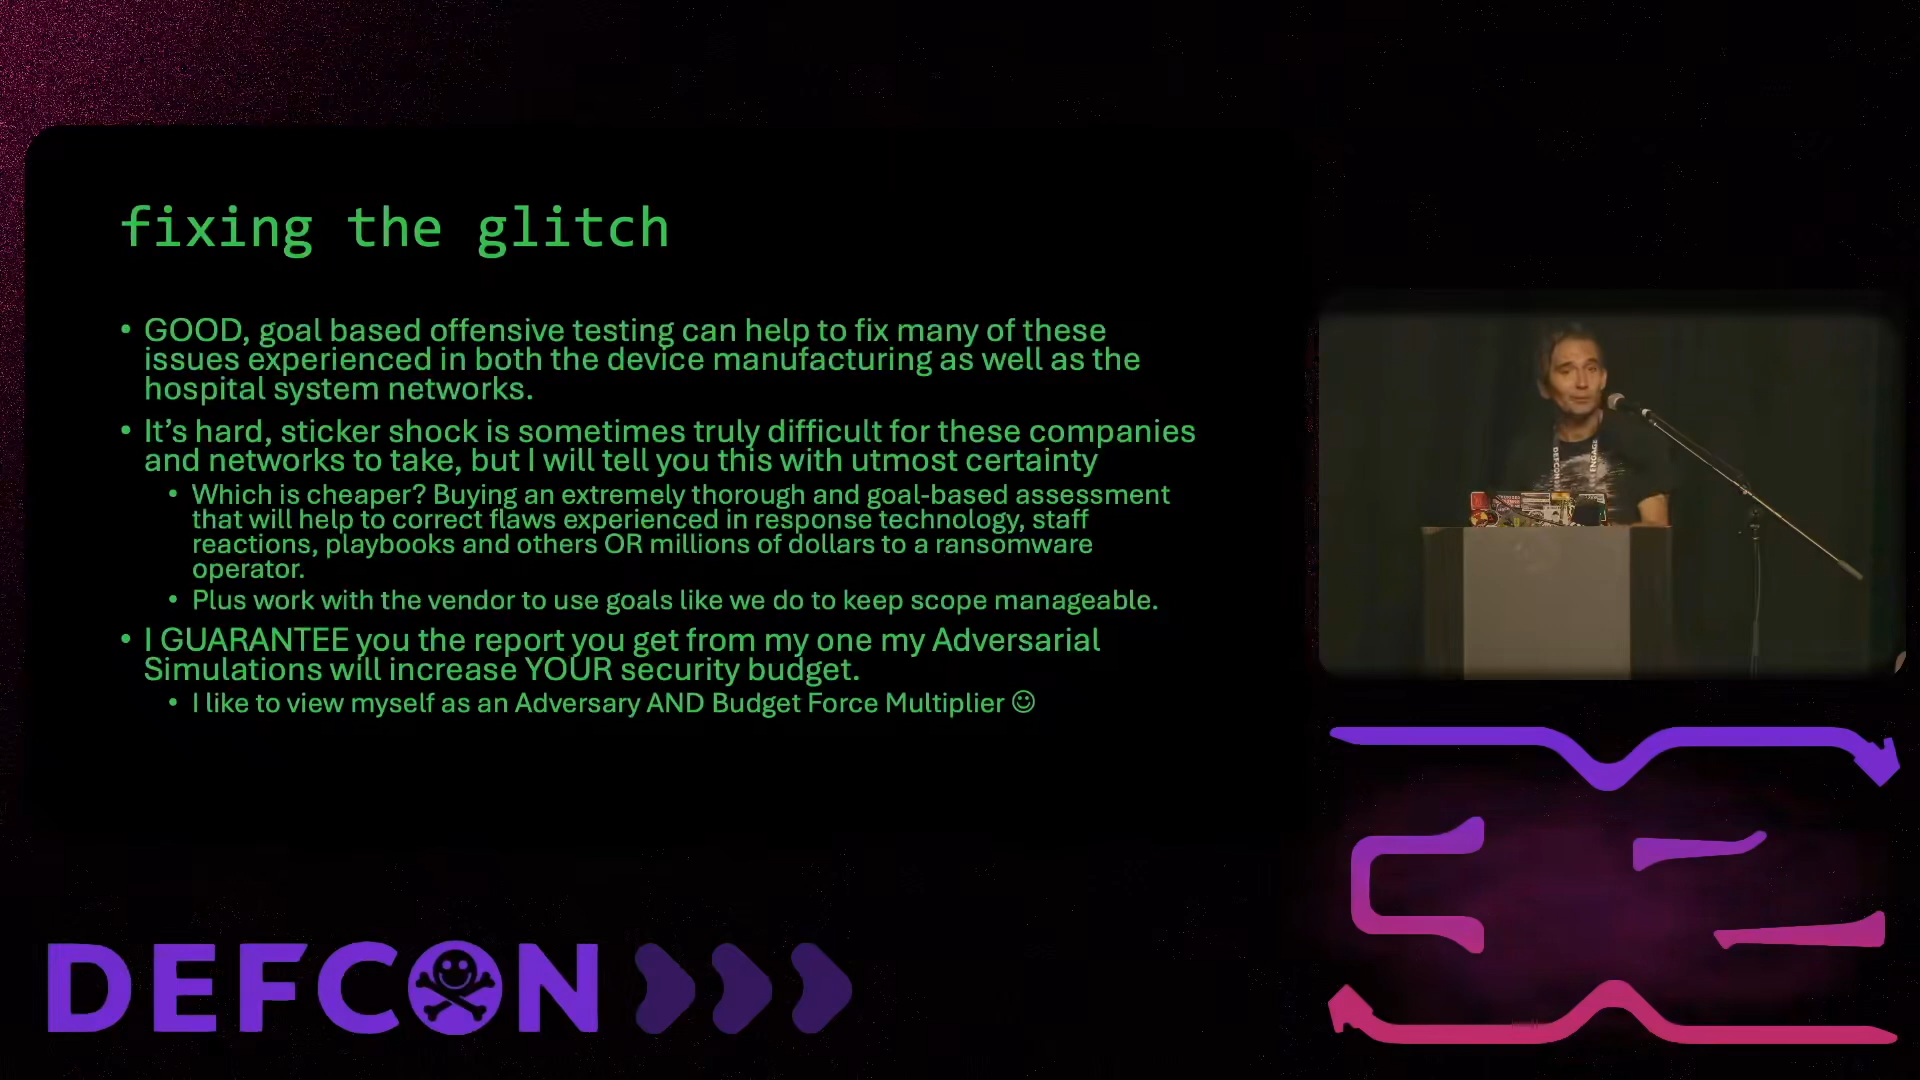 fixing the glitch
• GOOD, goal based offensive testing can help to fix many of these
issues experienced in both the device manufacturing as well as the
hospital system networks.
• It’s hard, sticker shock is sometimes truly difficult for these companies
and networks to take, but I will tell you this with utmost certainty
• Which is cheaper? Buying an extremely thorough and goal-based assessment
that will help to correct flaws experienced in response technology, staff
reactions, playbooks and others OR millions of dollars to a ransomware
operator.
• Plus work with the vendor to use goals like we do to keep scope manageable.
• I GUARANTEE you the report you get from my one my Adversarial
Simulations will increase YOUR security budget.
• I like to view myself as an Adversary AND Budget Force Multiplier ☺
DEFCON
ENGAGE
DEFCON